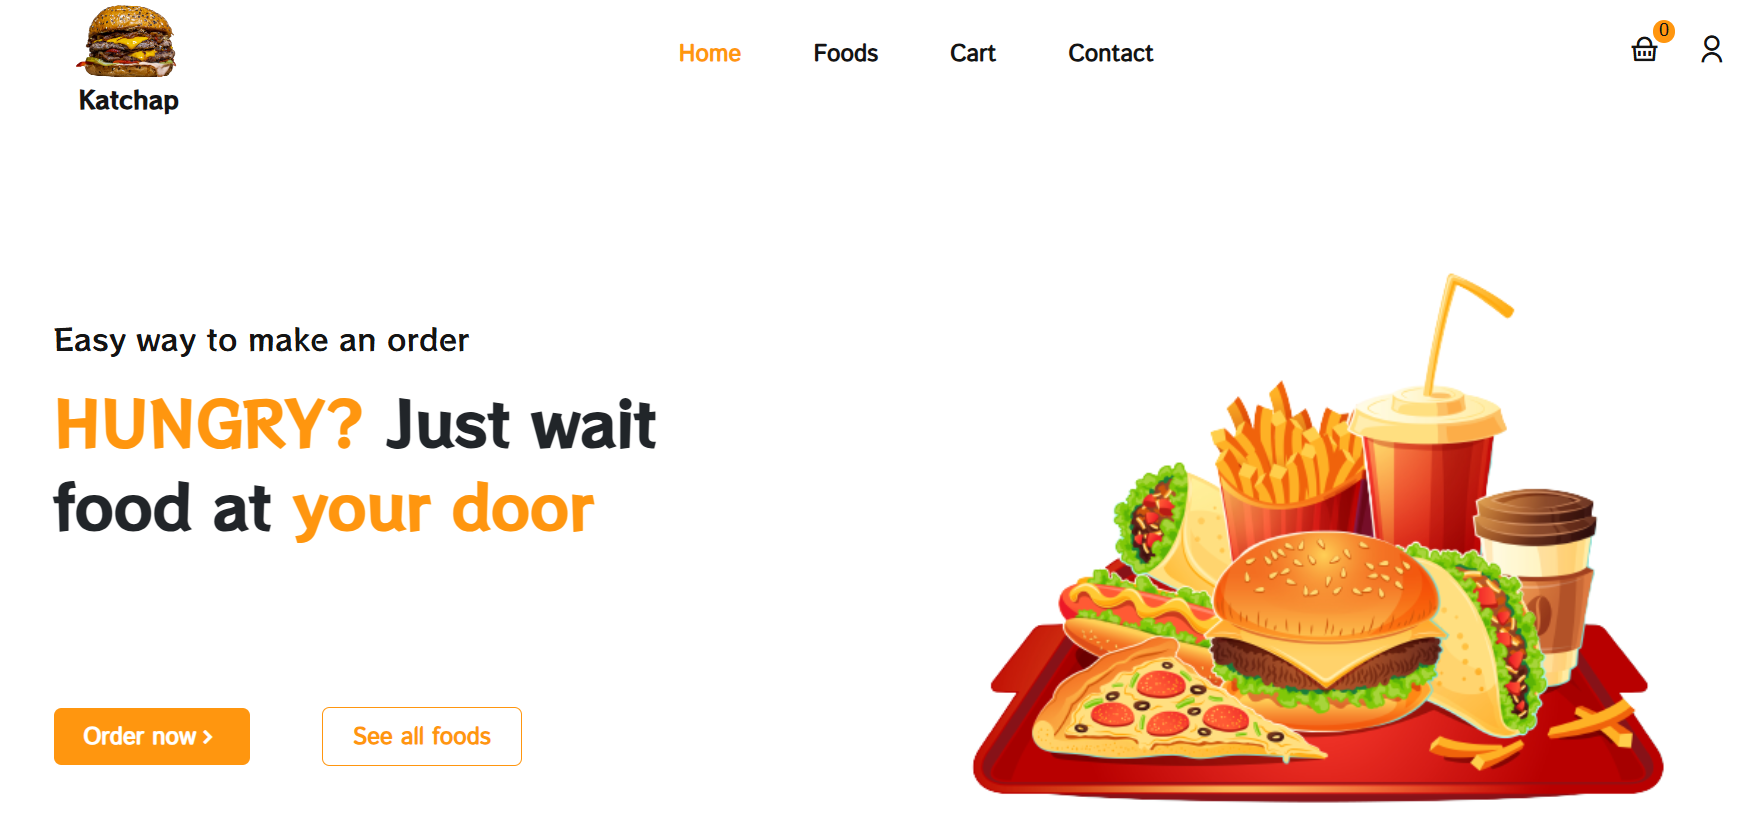 Katchap
Home Foods Cart Contact
0
Easy way to make an order
HUNGRY? Just wait
food at your door
Order now >
See all foods